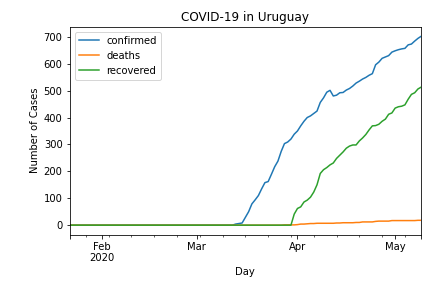 COVID-19 in Uruguay
confirmed
deaths
recovered
Number of Cases
700
600
500
400
300
200
100
0
Feb
2020
Mar
Apr
May
Day